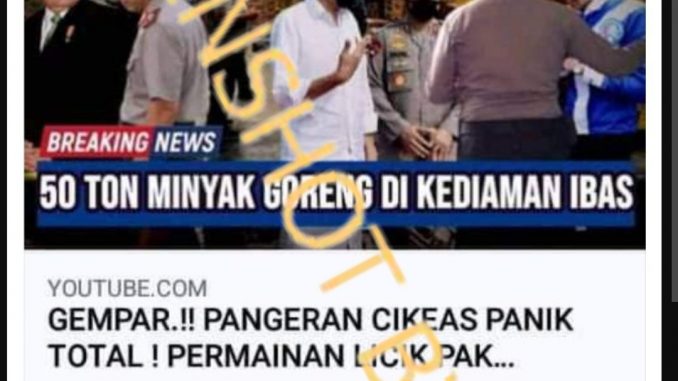 BREAKING NEWS
50 TON MINYAK GORENG DI KEDIAMAN IBAS
YOUTUBE.COM
GEMPAR.!! PANGERAN CIKEAS PANIK
TOTAL ! PERMAINAN LICIK PAK...